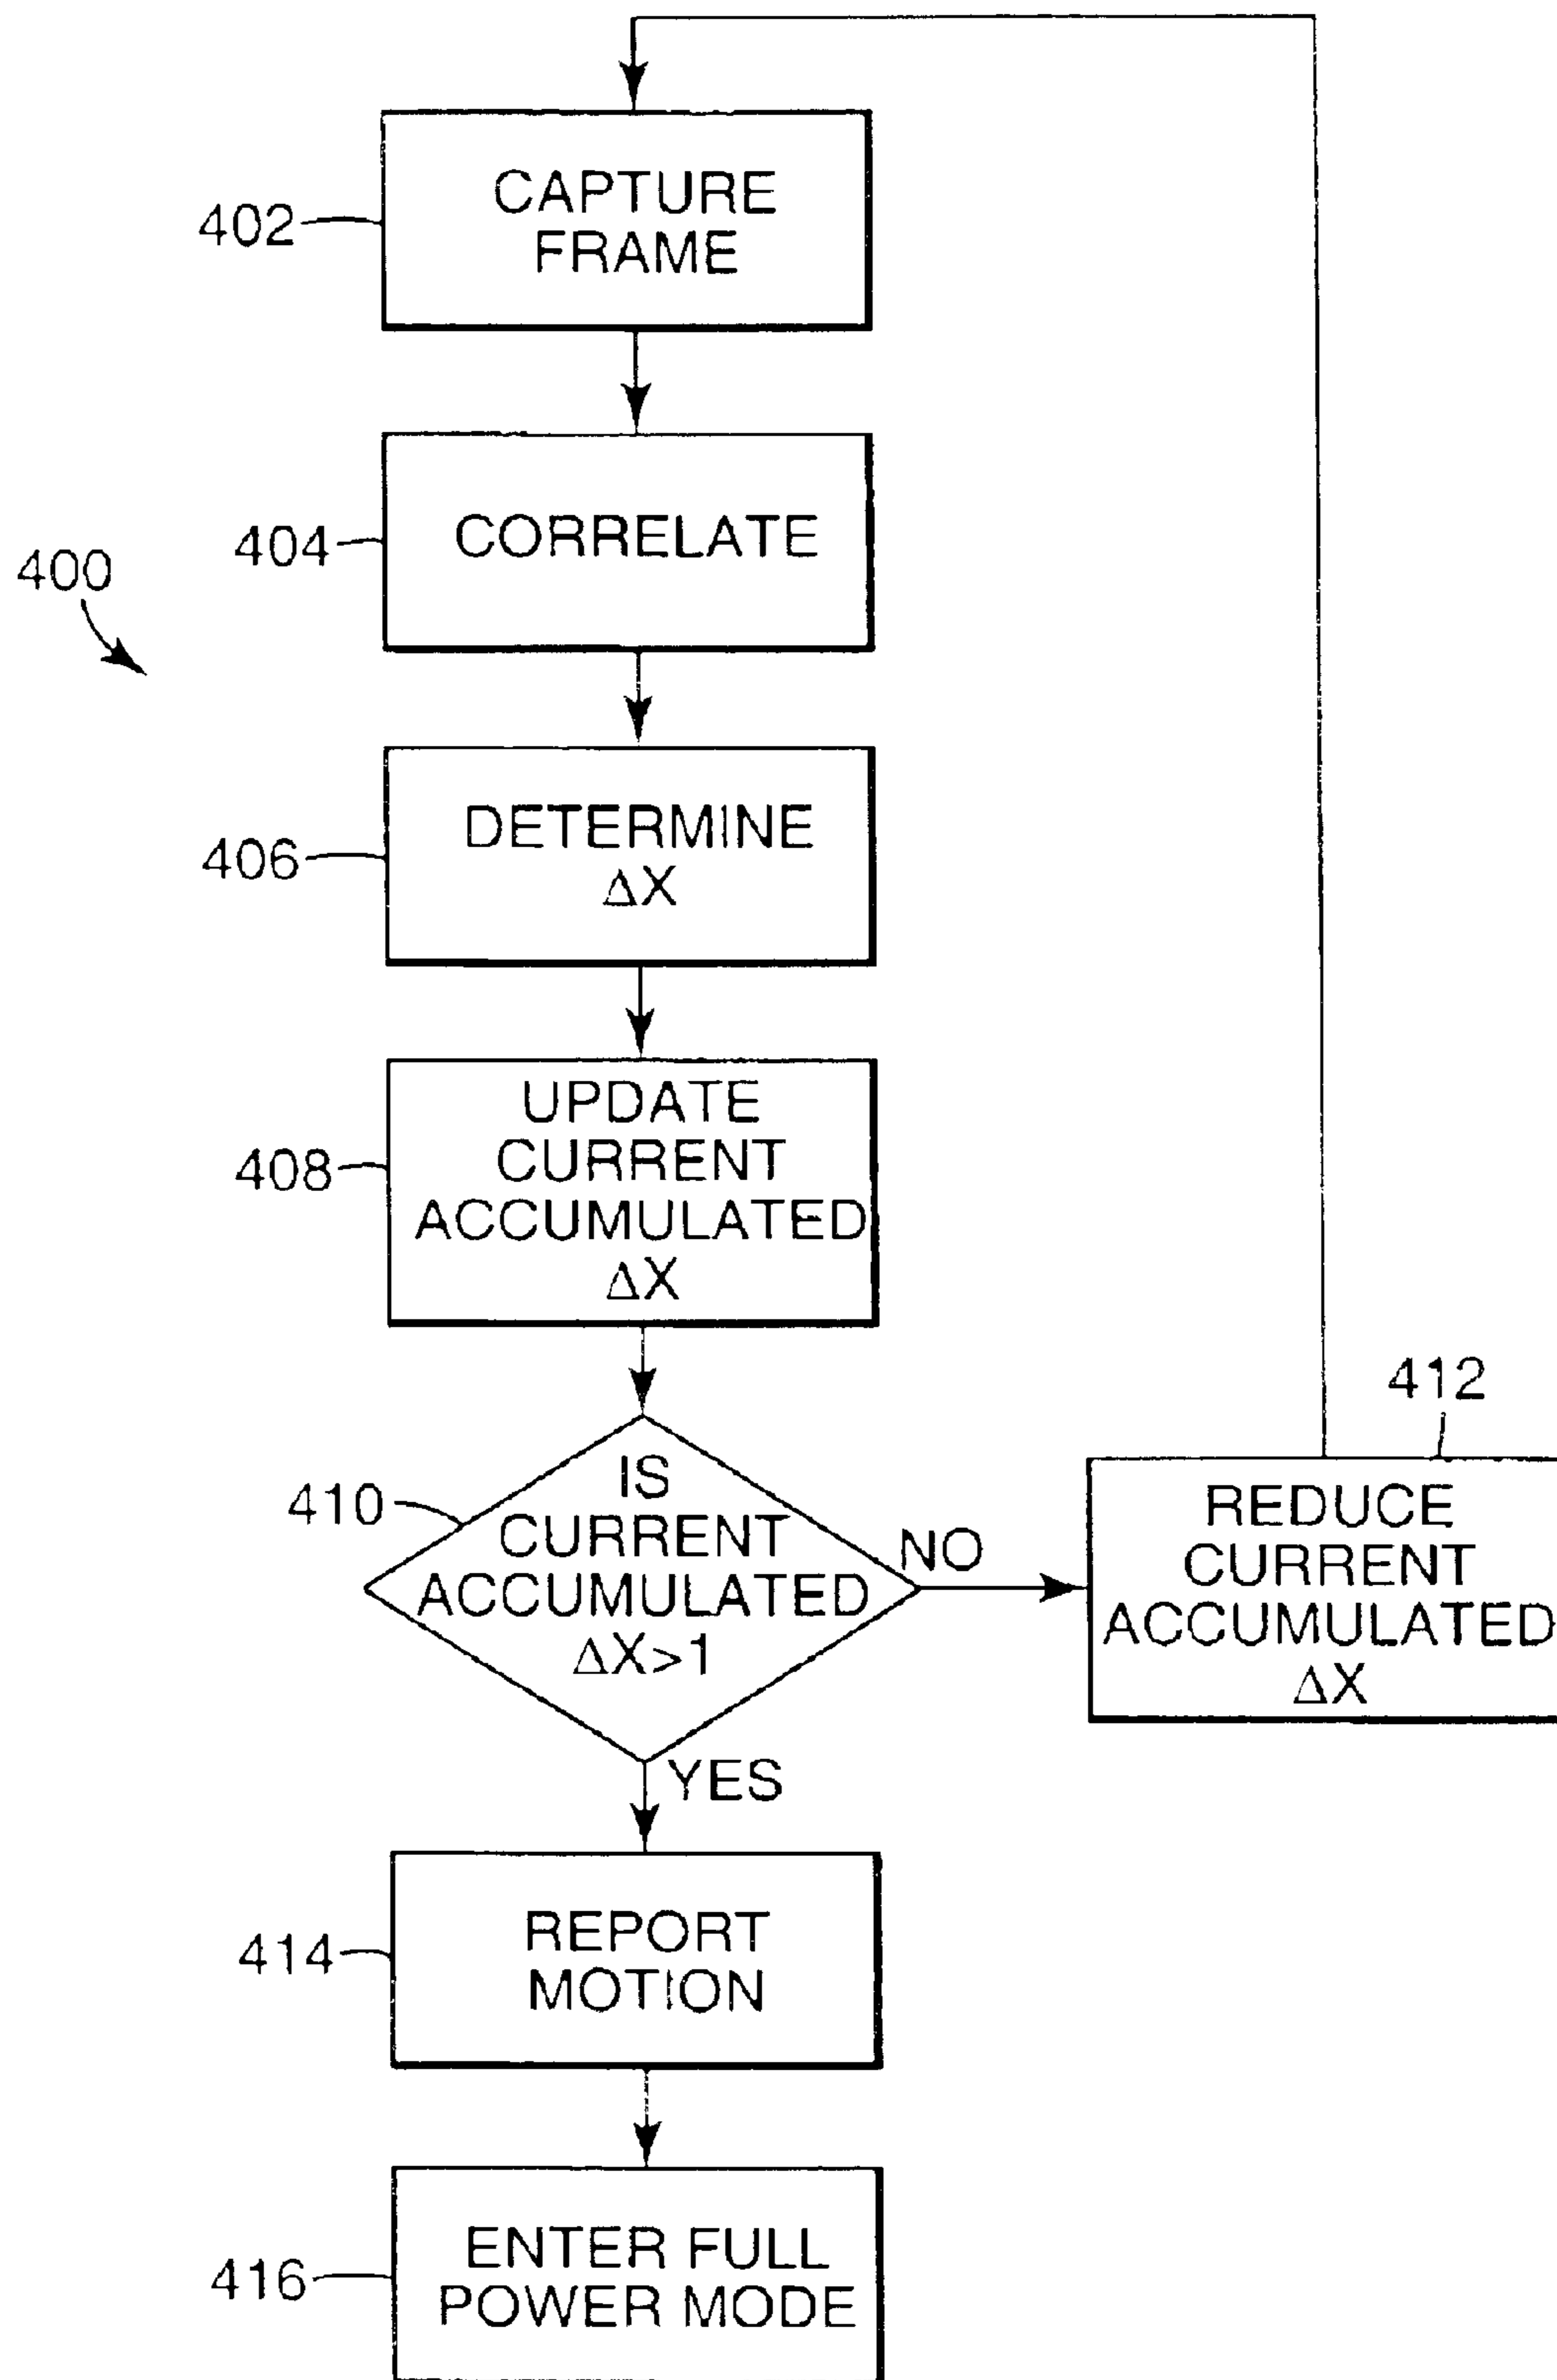 CAPTURE
FRAME
402
CORRELATE
404
400
DETERMINE
ΔX
406
UPDATE
CURRENT
ACCUMULATED
ΔX
408
412
IS
CURRENT
ACCUMULATED
ΔX>1
410
NO
REDUCE
CURRENT
ACCUMULATED
ΔX
YES
REPORT
MOTION
414
ENTER FULL
POWER MODE
416